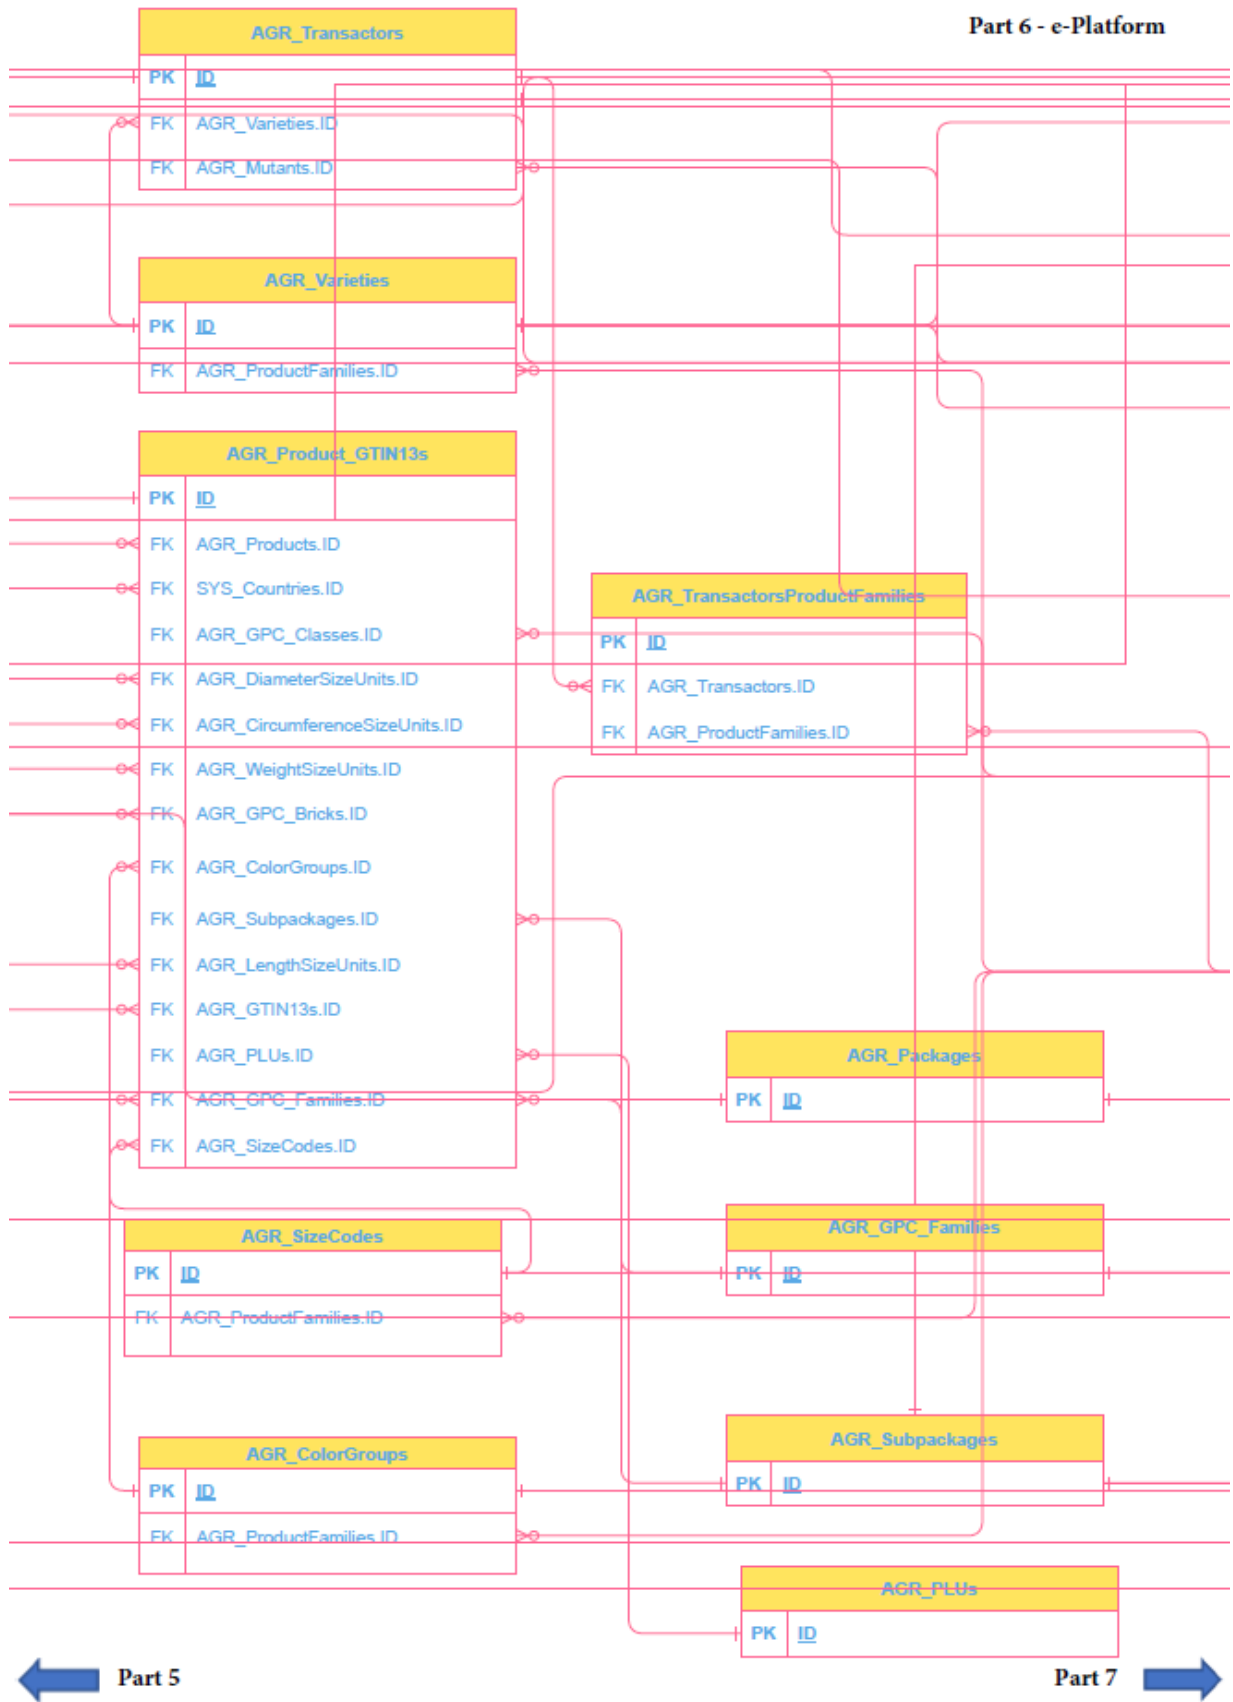 Part 6 - e-Platform
AGR_Transactors
PK ID
FK AGR_Varieties.ID
FK AGR_Mutants.ID
AGR_Varieties
PK ID
FK AGR_ProductFamilies.ID
AGR_Product_GTIN13s
PK ID
FK AGR_Products.ID
FK SYS_Countries.ID
FK AGR_GPC_Classes.ID
FK AGR_DiameterSizeUnits.ID
FK AGR_CircumferenceSizeUnits.ID
FK AGR_WeightSizeUnits.ID
FK AGR_GPC_Bricks.ID
FK AGR_ColorGroups.ID
FK AGR_Subpackages.ID
FK AGR_LengthSizeUnits.ID
FK AGR_GTIN13s.ID
FK AGR_PLUs.ID
FK AGR_GPC_Families.ID
FK AGR_SizeCodes.ID
AGR_TransactorsProductFamilies
PK ID
FK AGR_Transactors.ID
FK AGR_ProductFamilies.ID
AGR_Packages
PK ID
AGR_GPC_Families
PK ID
AGR_SizeCodes
PK ID
FK AGR_ProductFamilies.ID
AGR_Subpackages
PK ID
AGR_ColorGroups
PK ID
FK AGR_ProductFamilies.ID
AGR_PLUs
PK ID
Part 5
Part 7